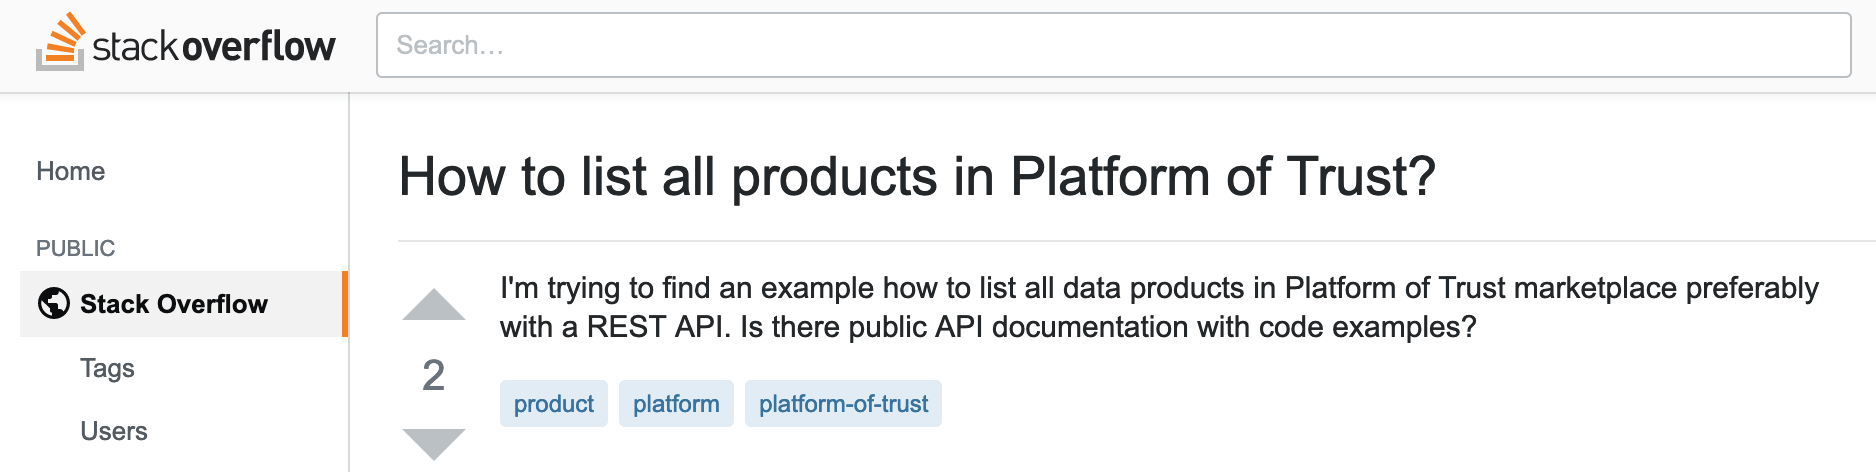 stackoverflow
Search...
Home
PUBLIC
Stack Overflow
Tags
Users
How to list all products in Platform of Trust?
I'm trying to find an example how to list all data products in Platform of Trust marketplace preferably
with a REST API. Is there public API documentation with code examples?
2
product platform platform-of-trust